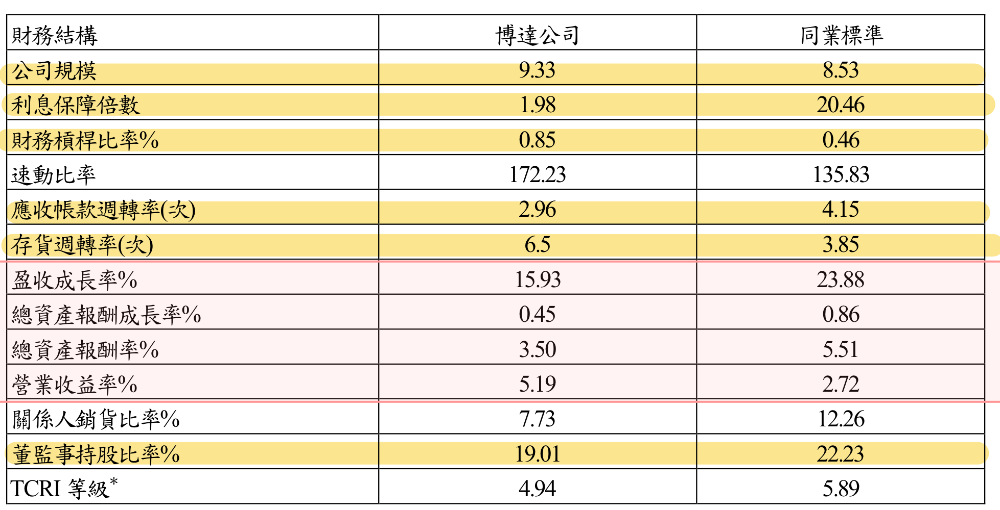 財務結構 博達公司 同業標準
公司規模 9.33 8.53
利息保障倍數 1.98 20.46
財務槓桿比率% 0.85 0.46
速動比率 172.23 135.83
應收帳款週轉率(次) 2.96 4.15
存貨週轉率(次) 6.5 3.85
盈收成長率% 15.93 23.88
總資產報酬成長率% 0.45 0.86
總資產報酬率% 3.50 5.51
營業收益率% 5.19 2.72
關係人銷貨比率% 7.73 12.26
董監事持股比率% 19.01 22.23
TCRI 等級* 4.94 5.89